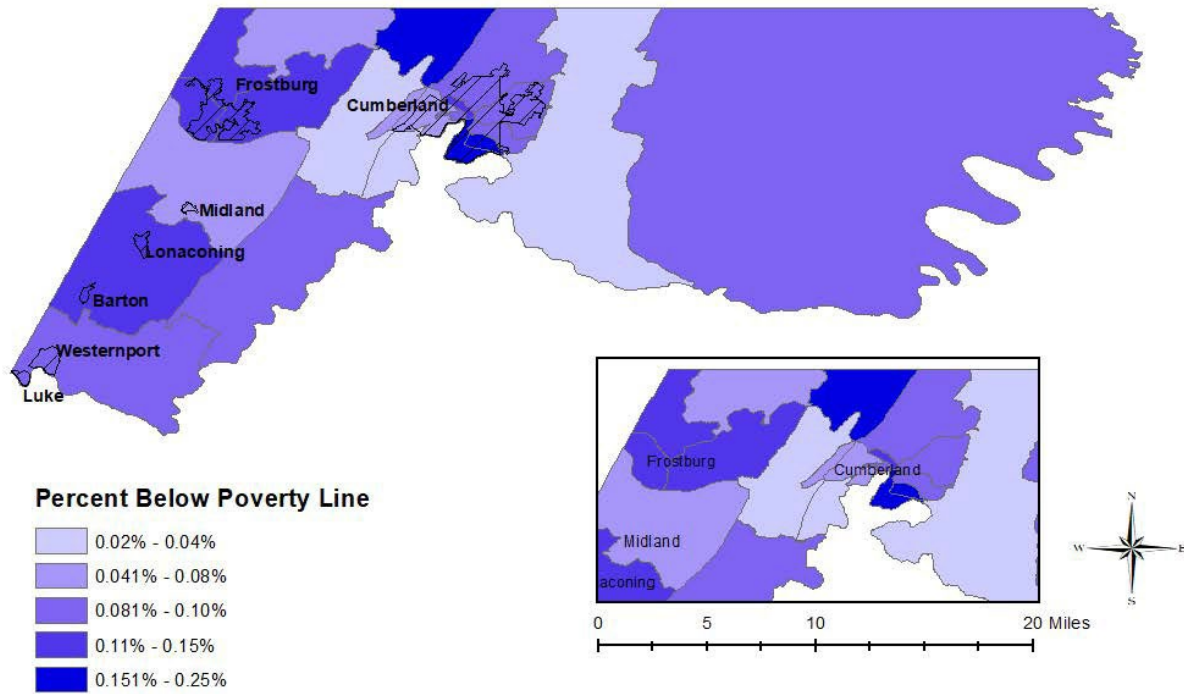 Frostburg
Cumberland
Midland
Lonaconing
Barton
Westernport
Luke
Percent Below Poverty Line
0.02% - 0.04%
0.041% - 0.08%
0.081% - 0.10%
0.11% - 0.15%
0.151% - 0.25%
Frostburg
Cumberland
Midland
aconing
0 5 10 20 Miles
N
W E
S